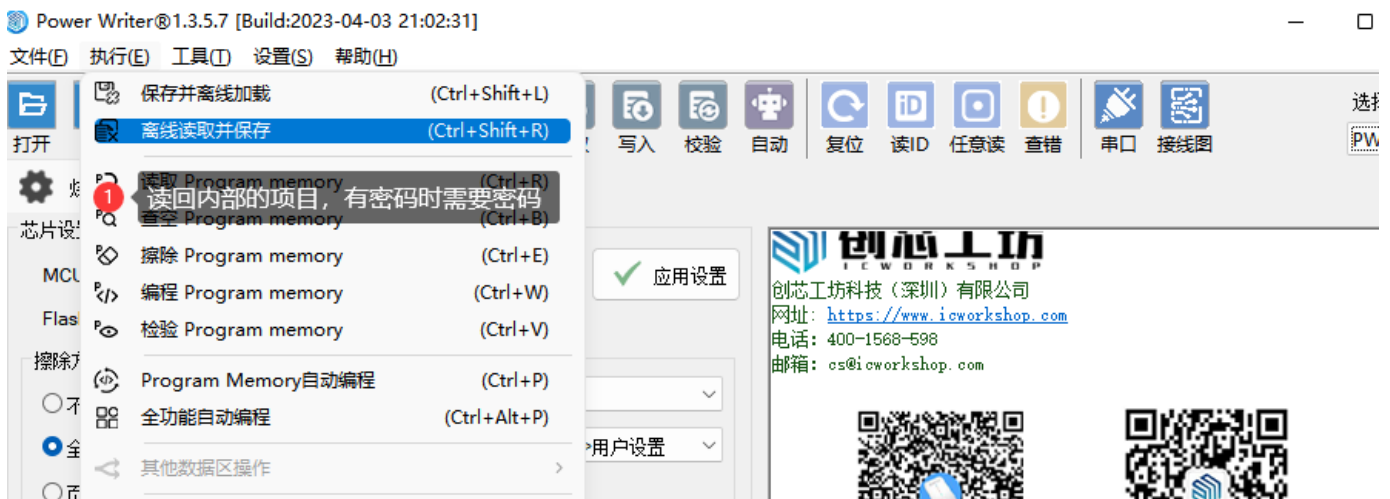 Power Writer®1.3.5.7 [Build:2023-04-03 21:02:31]
文件(F) 执行(E) 工具(T) 设置(S) 帮助(H)
保存并离线加载 (Ctrl+Shift+L)
离线读取并保存 (Ctrl+Shift+R)
读取 Program memory (Ctrl+R)
1 读回内部的项目，有密码时需要密码
查空 Program memory (Ctrl+B)
擦除 Program memory (Ctrl+E)
编程 Program memory (Ctrl+W)
检验 Program memory (Ctrl+V)
Program Memory自动编程 (Ctrl+P)
全功能自动编程 (Ctrl+Alt+P)
其他数据区操作
打开 写入 校验 自动 复位 读ID 任意读 查错 串口 接线图
选择
PW
芯片设
MCU
Flas
擦除方
不
全
应用设置
>用户设置
创芯工坊
ICWORKSHOP
创芯工坊科技（深圳）有限公司
网址: https://www.icworkshop.com
电话: 400-1568-598
邮箱: cs@icworkshop.com